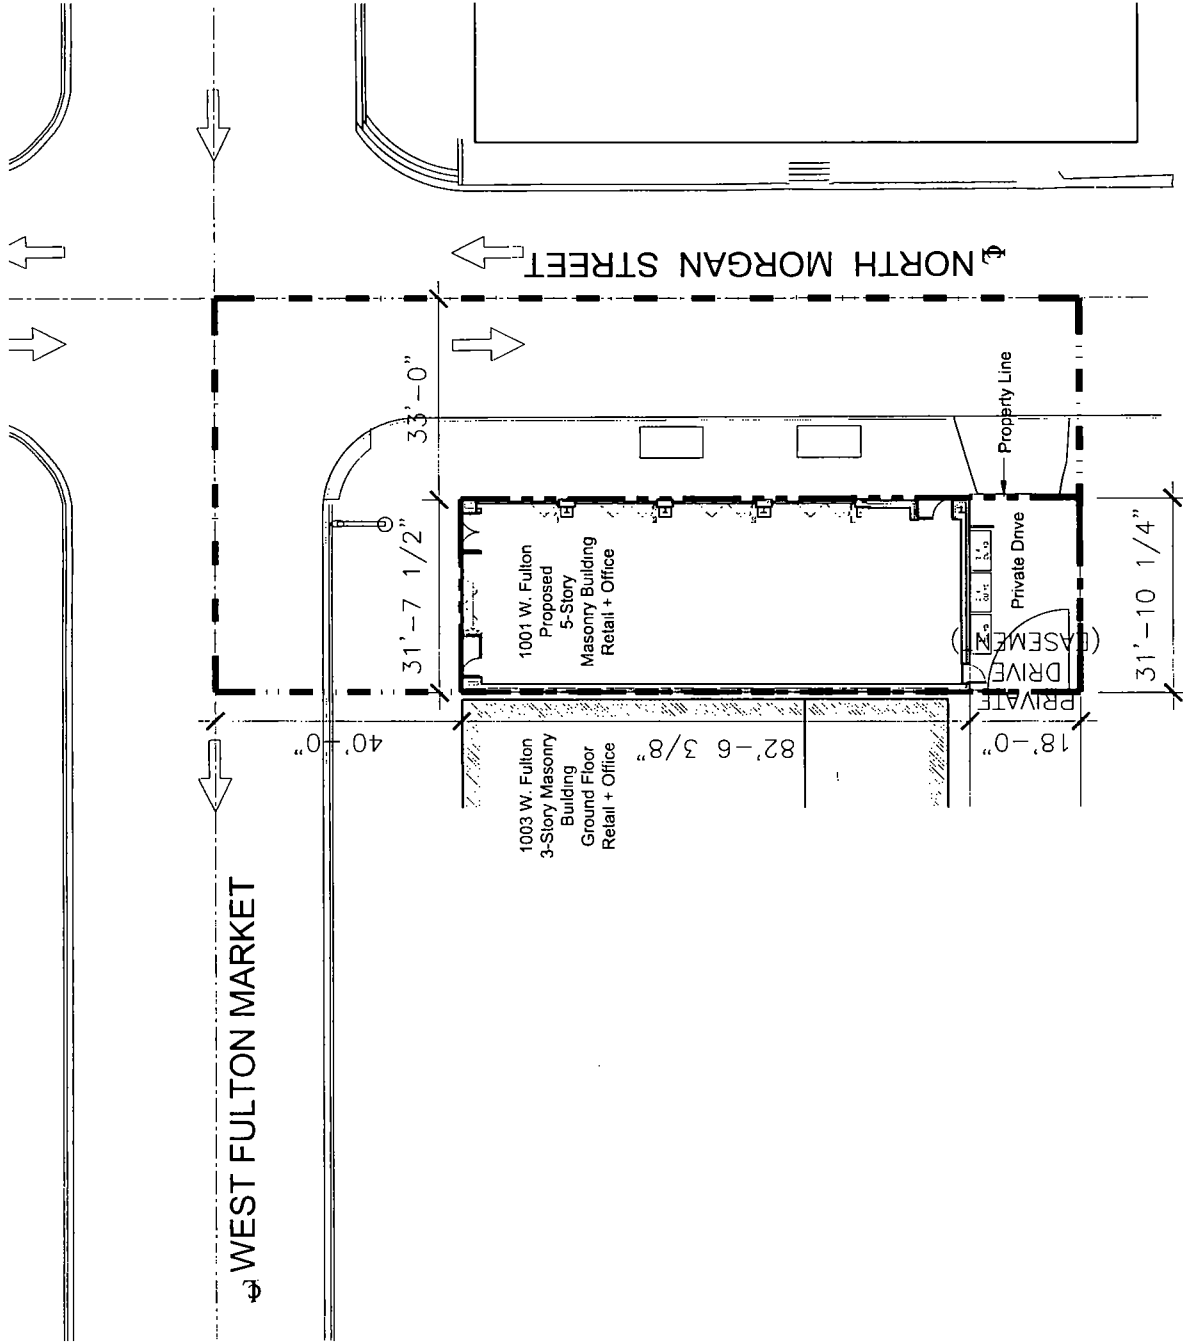 ℄ WEST FULTON MARKET
℄ NORTH MORGAN STREET
33'-0"
31'-7 1/2"
31'-10 1/4"
40'-0"
82'-6 3/8"
18'-0"
1001 W. Fulton
Proposed
5-Story
Masonry Building
Retail + Office
1003 W. Fulton
3-Story Masonry
Building
Ground Floor
Retail + Office
Property Line
Private Drive
PRIVATE
DRIVE
(EASEMENT)